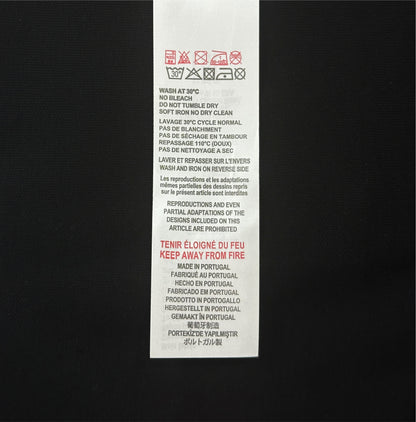 30°
WASH AT 30°C
NO BLEACH
DO NOT TUMBLE DRY
SOFT IRON NO DRY CLEAN
LAVAGE 30°C CYCLE NORMAL
PAS DE BLANCHIMENT
PAS DE SÉCHAGE EN TAMBOUR
REPASSAGE 110°C (DOUX)
PAS DE NETTOYAGE A SEC
LAVER ET REPASSER SUR L'ENVERS
WASH AND IRON ON REVERSE SIDE
Les reproductions et les adaptations
mêmes partielles des dessins repris
sur le présent article sont interdites
REPRODUCTIONS AND EVEN
PARTIAL ADAPTATIONS OF THE
DESIGNS INCLUDED ON THIS
ARTICLE ARE PROHIBITED
TENIR ÉLOIGNÉ DU FEU
KEEP AWAY FROM FIRE
MADE IN PORTUGAL
FABRIQUÉ AU PORTUGAL
HECHO EN PORTUGAL
FABRICADO EM PORTUGAL
PRODOTTO IN PORTOGALLO
HERGESTELLT IN PORTUGAL
GEMAAKT ÎN PORTUGAL
葡萄牙制造
PORTEKİZ'DE YAPILMIŞTIR
ポルトガル製